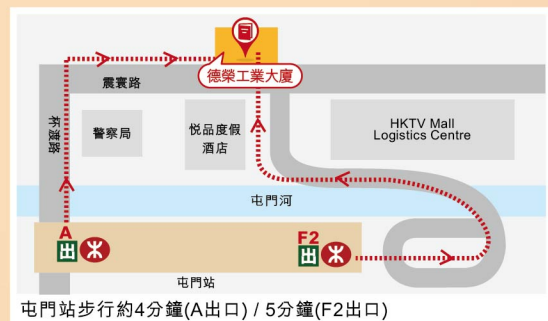 德榮工業大廈
震寰路
杯渡路
警察局
悦品度假
酒店
HKTV Mall
Logistics Centre
屯門河
A
出
F2
出
屯門站
屯門站步行約4分鐘(A出口) / 5分鐘(F2出口)